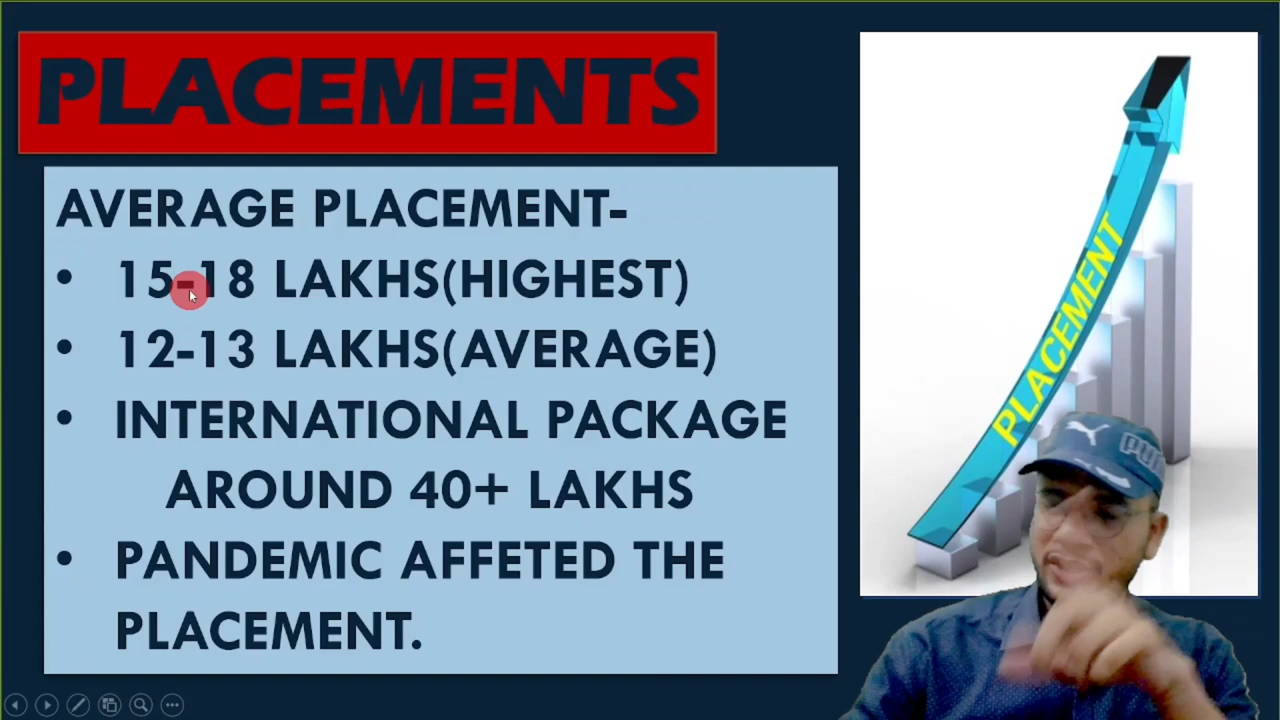 PLACEMENTS
AVERAGE PLACEMENT-
• 15-18 LAKHS(HIGHEST)
• 12-13 LAKHS(AVERAGE)
• INTERNATIONAL PACKAGE
AROUND 40+ LAKHS
• PANDEMIC AFFETED THE
PLACEMENT.
PLACEMENT